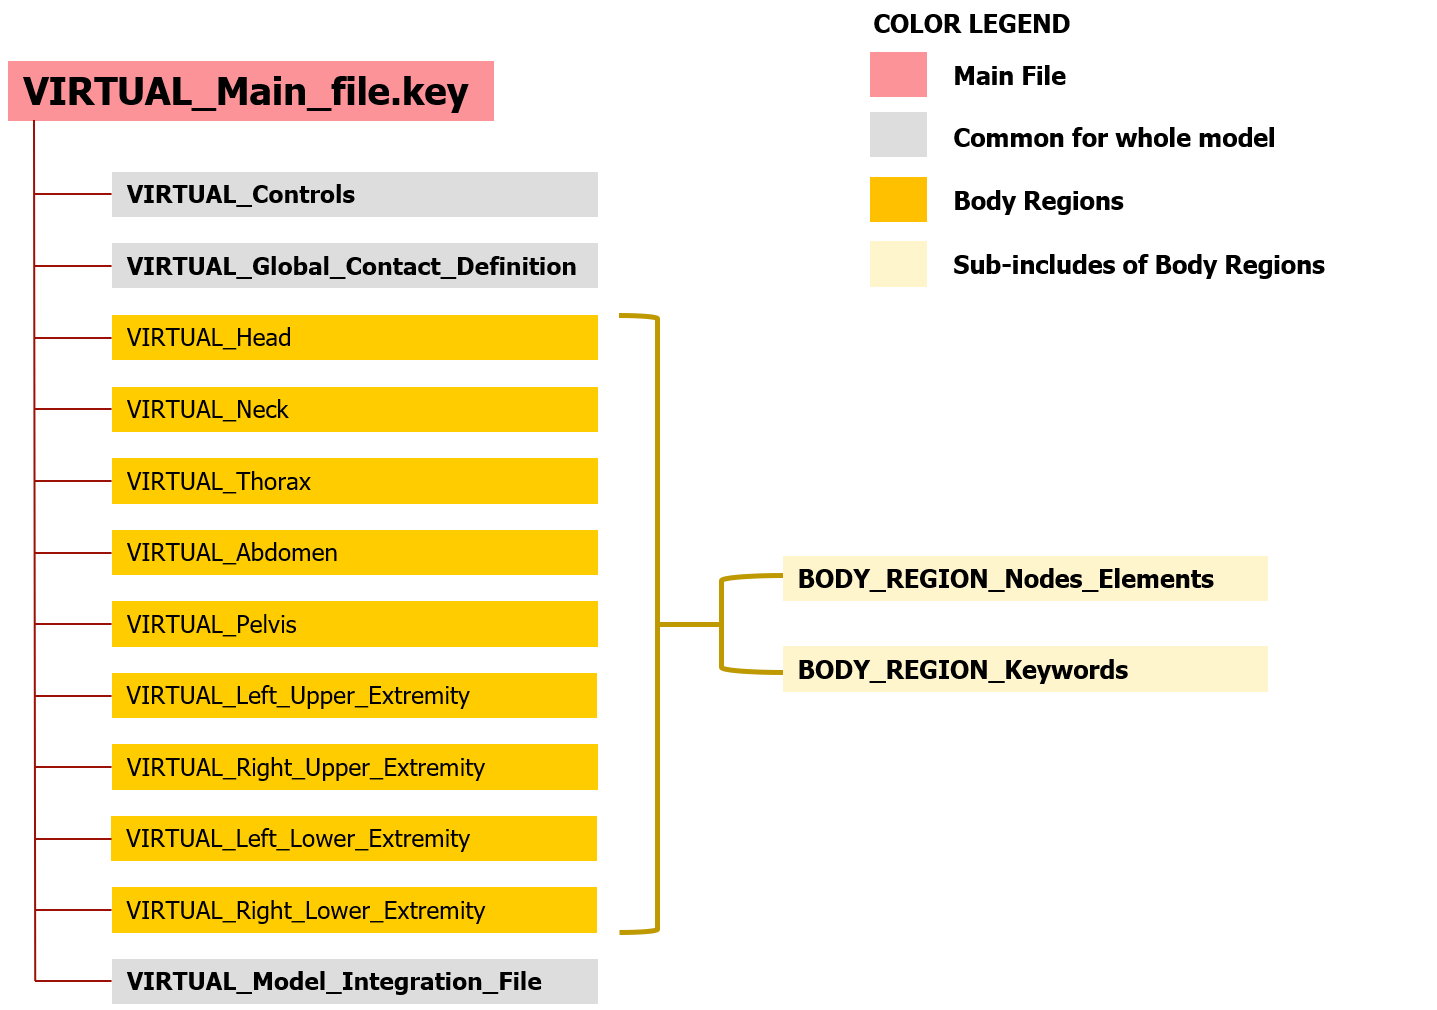 COLOR LEGEND
Main File
Common for whole model
Body Regions
Sub-includes of Body Regions
VIRTUAL_Main_file.key
VIRTUAL_Controls
VIRTUAL_Global_Contact_Definition
VIRTUAL_Head
VIRTUAL_Neck
VIRTUAL_Thorax
VIRTUAL_Abdomen
VIRTUAL_Pelvis
VIRTUAL_Left_Upper_Extremity
VIRTUAL_Right_Upper_Extremity
VIRTUAL_Left_Lower_Extremity
VIRTUAL_Right_Lower_Extremity
VIRTUAL_Model_Integration_File
BODY_REGION_Nodes_Elements
BODY_REGION_Keywords